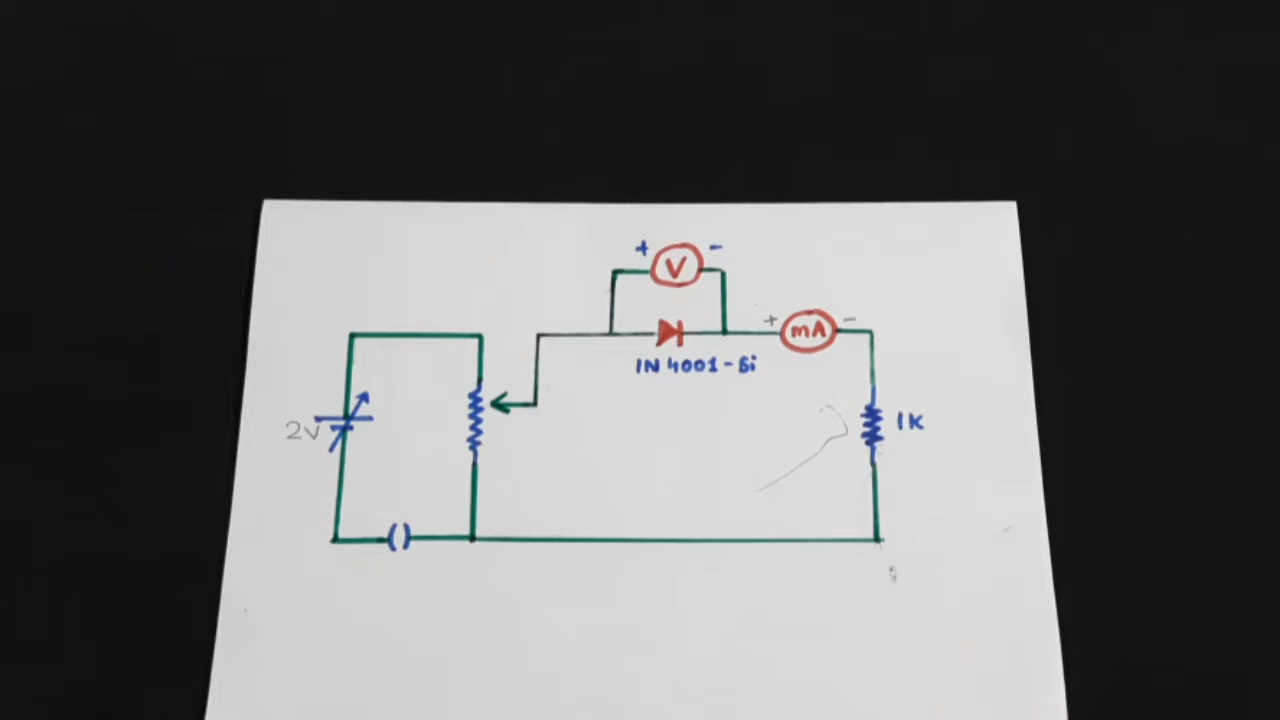 + V -
+ mA -
IN 4001 - Si
2V
1K